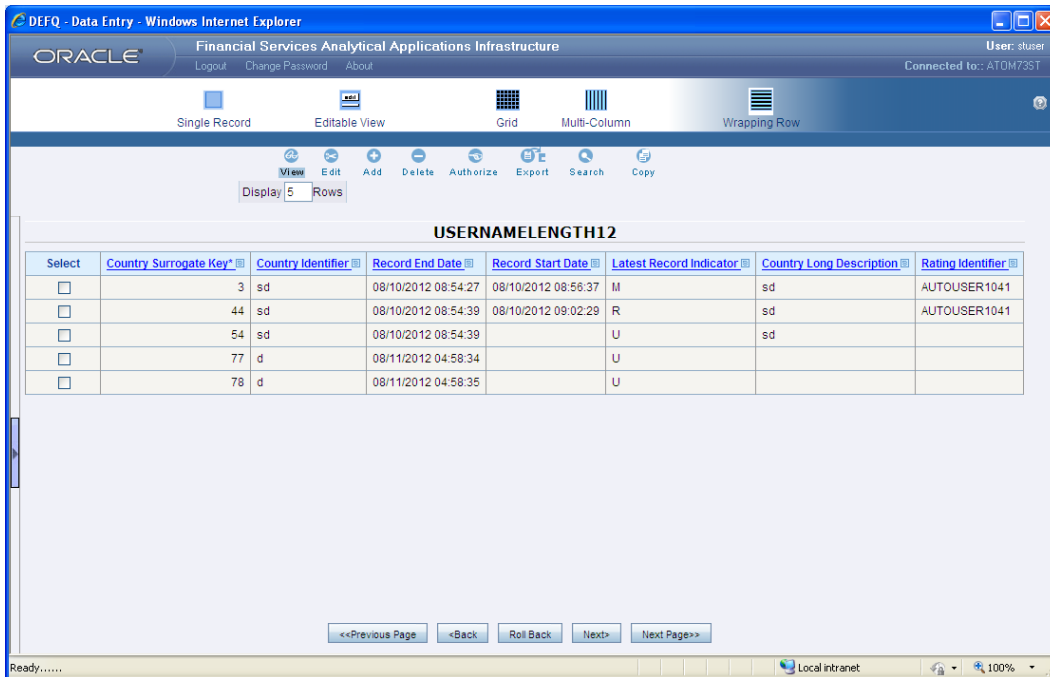 DEFQ - Data Entry - Windows Internet Explorer
ORACLE
Financial Services Analytical Applications Infrastructure
User: stuser
Logout Change Password About
Connected to:: ATOM73ST
Single Record Editable View Grid Multi-Column Wrapping Row
View Edit Add Delete Authorize Export Search Copy
Display 5 Rows
USERNAMELENGTH12
Select Country Surrogate Key* Country Identifier Record End Date Record Start Date Latest Record Indicator Country Long Description Rating Identifier
3 sd 08/10/2012 08:54:27 08/10/2012 08:56:37 M sd AUTOUSER1041
44 sd 08/10/2012 08:54:39 08/10/2012 09:02:29 R sd AUTOUSER1041
54 sd 08/10/2012 08:54:39 U sd
77 d 08/11/2012 04:58:34 U
78 d 08/11/2012 04:58:35 U
<<Previous Page <Back Roll Back Next> Next Page>>
Ready...... Local intranet 100%